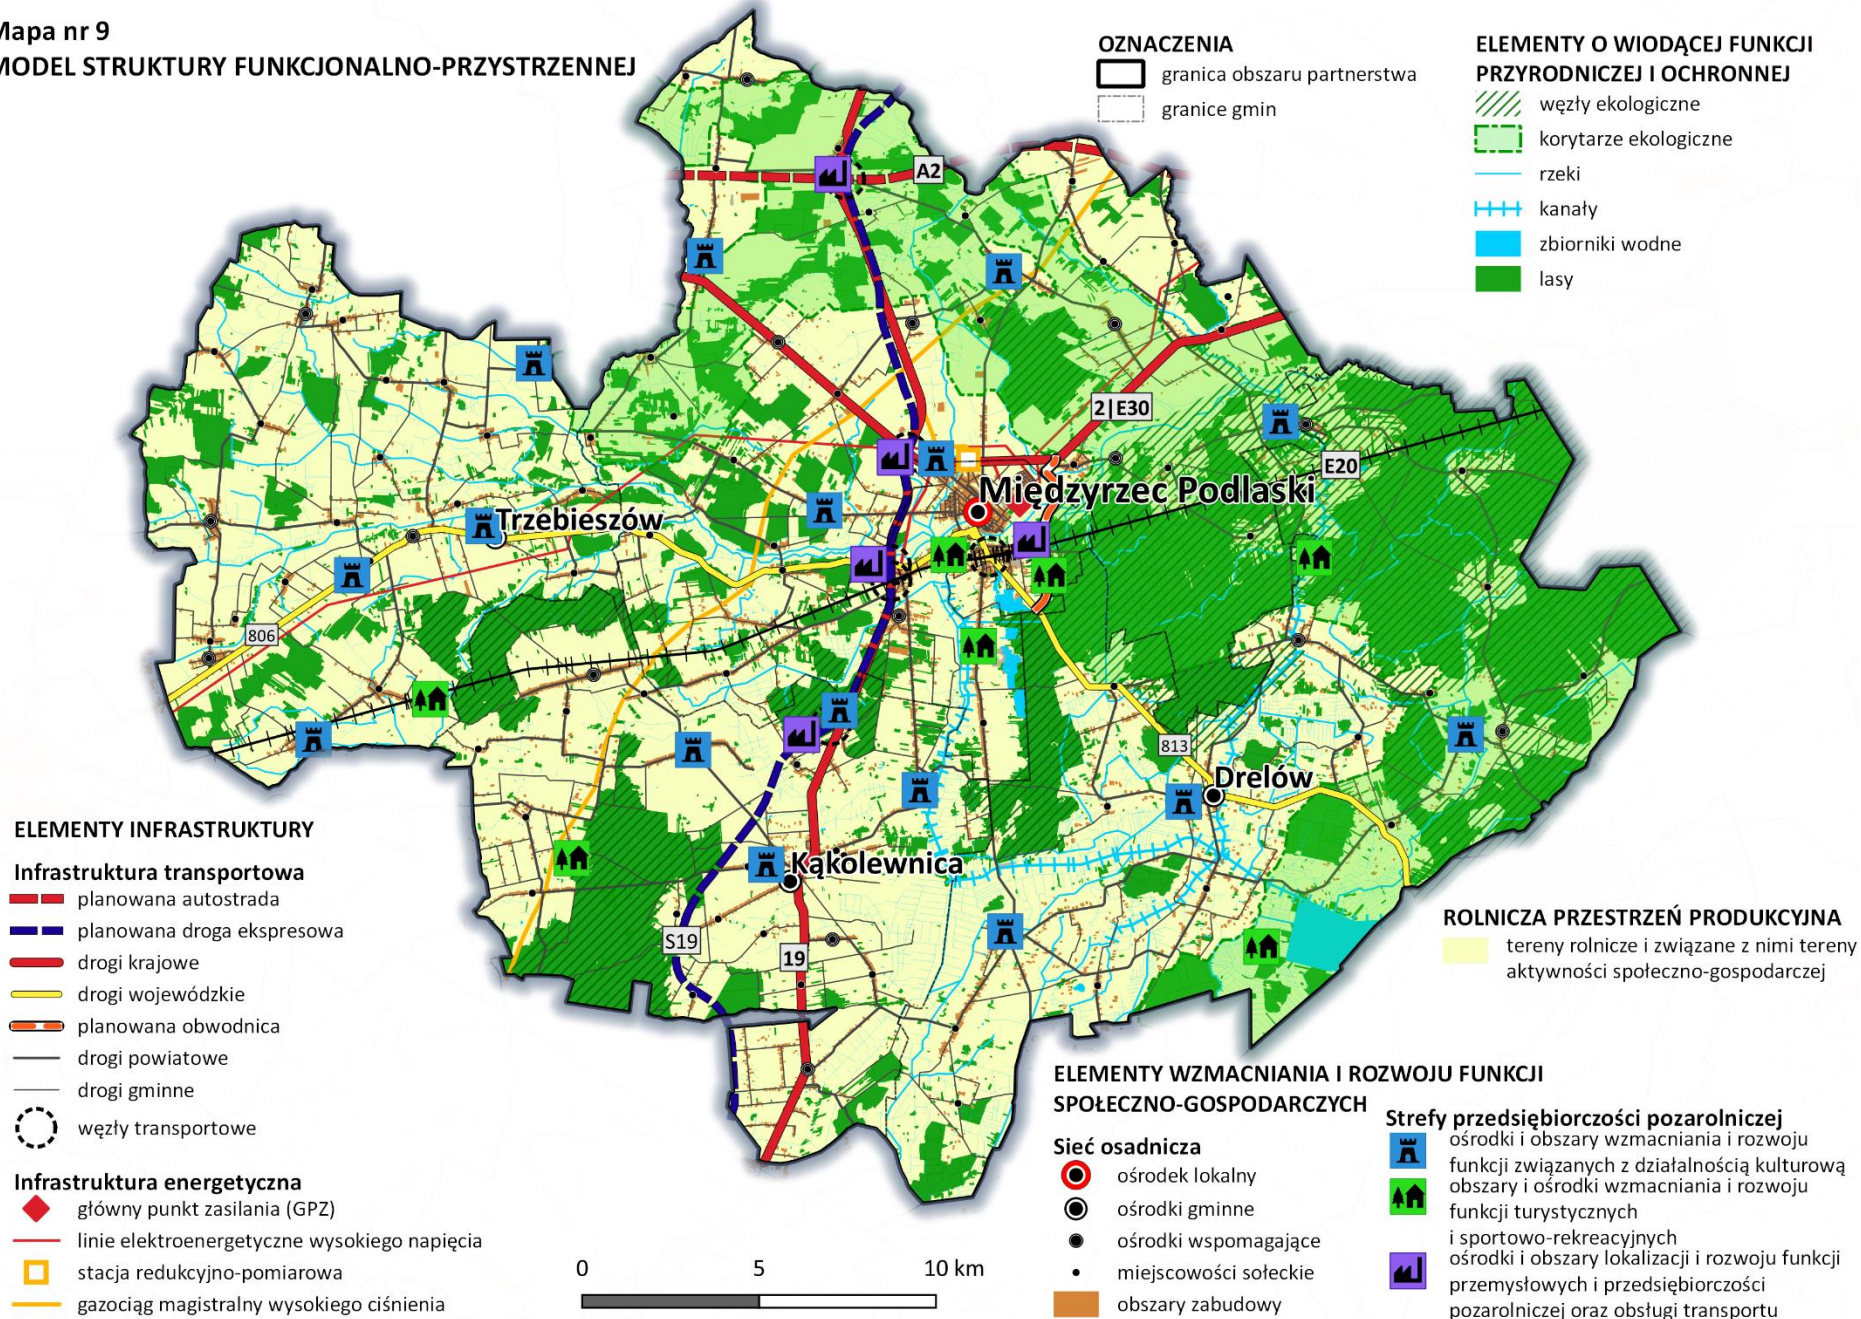 Mapa nr 9
MODEL STRUKTURY FUNKCJONALNO-PRZYSTRZENNEJ
OZNACZENIA
granica obszaru partnerstwa
granice gmin
ELEMENTY O WIODĄCEJ FUNKCJI
PRZYRODNICZEJ I OCHRONNEJ
węzły ekologiczne
korytarze ekologiczne
rzeki
kanały
zbiorniki wodne
lasy
A2
2|E30
E20
Międzyrzec Podlaski
Trzebieszów
806
813
Drelów
Kąkolewnica
S19
19
ELEMENTY INFRASTRUKTURY
Infrastruktura transportowa
planowana autostrada
planowana droga ekspresowa
drogi krajowe
drogi wojewódzkie
planowana obwodnica
drogi powiatowe
drogi gminne
węzły transportowe
Infrastruktura energetyczna
główny punkt zasilania (GPZ)
linie elektroenergetyczne wysokiego napięcia
stacja redukcyjno-pomiarowa
gazociąg magistralny wysokiego ciśnienia
0 5 10 km
ROLNICZA PRZESTRZEŃ PRODUKCYJNA
tereny rolnicze i związane z nimi tereny
aktywności społeczno-gospodarczej
ELEMENTY WZMACNIANIA I ROZWOJU FUNKCJI
SPOŁECZNO-GOSPODARCZYCH
Sieć osadnicza
ośrodek lokalny
ośrodki gminne
ośrodki wspomagające
miejscowości sołeckie
obszary zabudowy
Strefy przedsiębiorczości pozarolniczej
ośrodki i obszary wzmacniania i rozwoju
funkcji związanych z działalnością kulturową
obszary i ośrodki wzmacniania i rozwoju
funkcji turystycznych
i sportowo-rekreacyjnych
ośrodki i obszary lokalizacji i rozwoju funkcji
przemysłowych i przedsiębiorczości
pozarolniczej oraz obsługi transportu